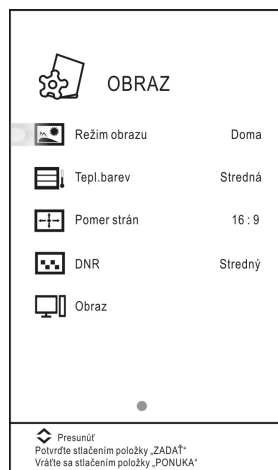 OBRAZ
Režim obrazu Doma
Tepl.barev Stredná
Pomer strán 16 : 9
DNR Stredný
Obraz
Presunúť
Potvrďte stlačením položky „ZADAŤ“
Vráťte sa stlačením položky „PONUKA“